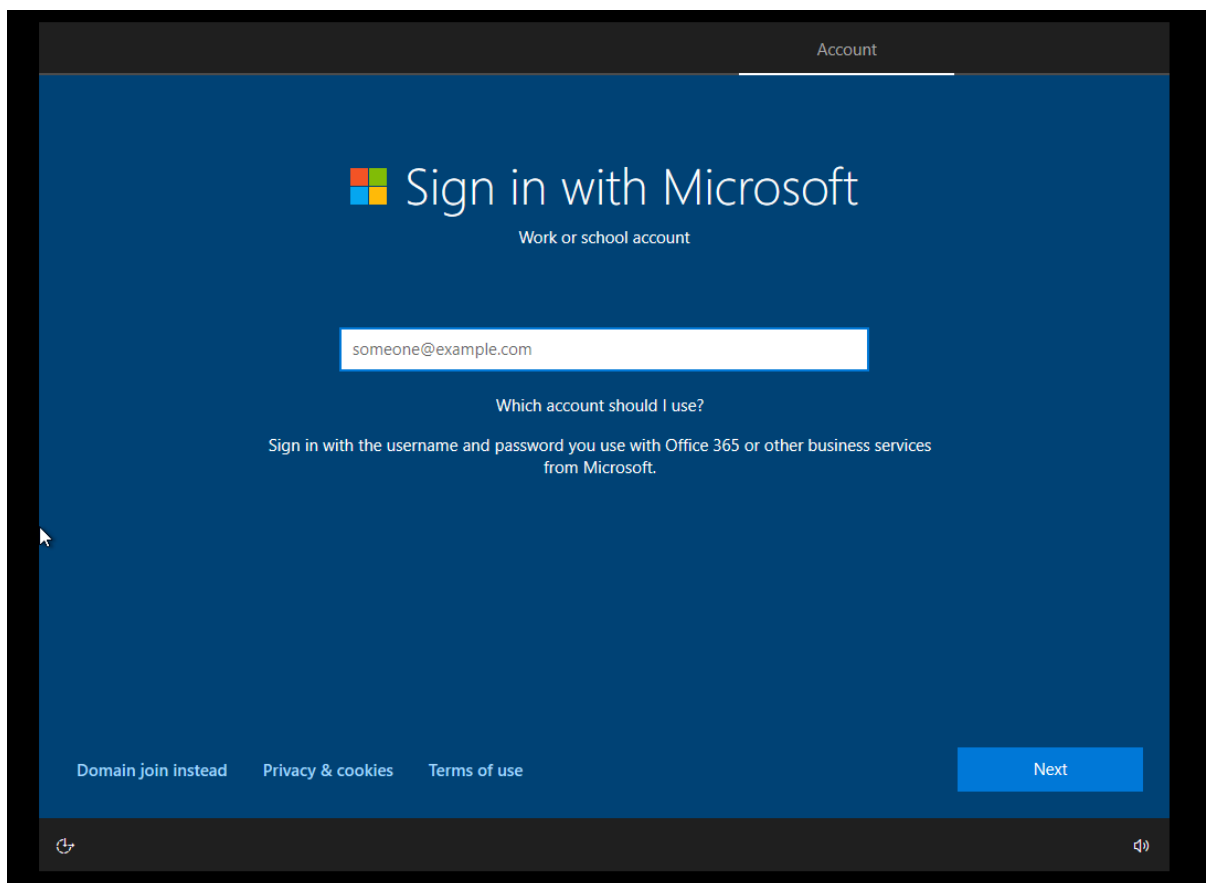 Account
Sign in with Microsoft
Work or school account
someone@example.com
Which account should I use?
Sign in with the username and password you use with Office 365 or other business services
from Microsoft.
Domain join instead Privacy & cookies Terms of use Next